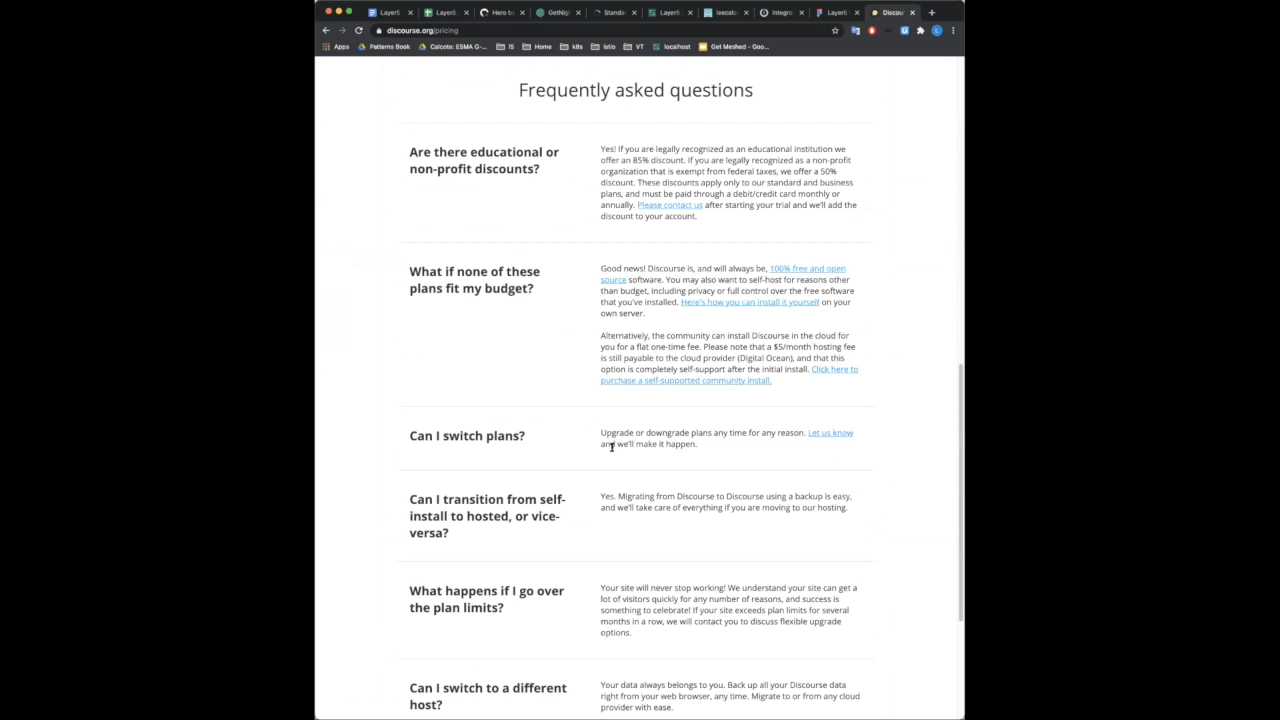 Layer5
Layer5
Hero b
GetNigh
Standa
Layer5
leecalc
Integra
Layer5
Discour
discourse.org/pricing
Apps
Patterns Book
Calcote: ESMA G-...
l5
Home
k8s
istio
VT
localhost
Get Meshed - Goo...
Frequently asked questions
Are there educational or
non-profit discounts?
Yes! If you are legally recognized as an educational institution we
offer an 85% discount. If you are legally recognized as a non-profit
organization that is exempt from federal taxes, we offer a 50%
discount. These discounts apply only to our standard and business
plans, and must be paid through a debit/credit card monthly or
annually. Please contact us after starting your trial and we'll add the
discount to your account.
What if none of these
plans fit my budget?
Good news! Discourse is, and will always be, 100% free and open
source software. You may also want to self-host for reasons other
than budget, including privacy or full control over the free software
that you've installed. Here's how you can install it yourself on your
own server.
Alternatively, the community can install Discourse in the cloud for
you for a flat one-time fee. Please note that a $5/month hosting fee
is still payable to the cloud provider (Digital Ocean), and that this
option is completely self-support after the initial install. Click here to
purchase a self-supported community install.
Can I switch plans?
Upgrade or downgrade plans any time for any reason. Let us know
and we'll make it happen.
Can I transition from self-
install to hosted, or vice-
versa?
Yes. Migrating from Discourse to Discourse using a backup is easy,
and we'll take care of everything if you are moving to our hosting.
What happens if I go over
the plan limits?
Your site will never stop working! We understand your site can get a
lot of visitors quickly for any number of reasons, and success is
something to celebrate! If your site exceeds plan limits for several
months in a row, we will contact you to discuss flexible upgrade
options.
Can I switch to a different
host?
Your data always belongs to you. Back up all your Discourse data
right from your web browser, any time. Migrate to or from any cloud
provider with ease.